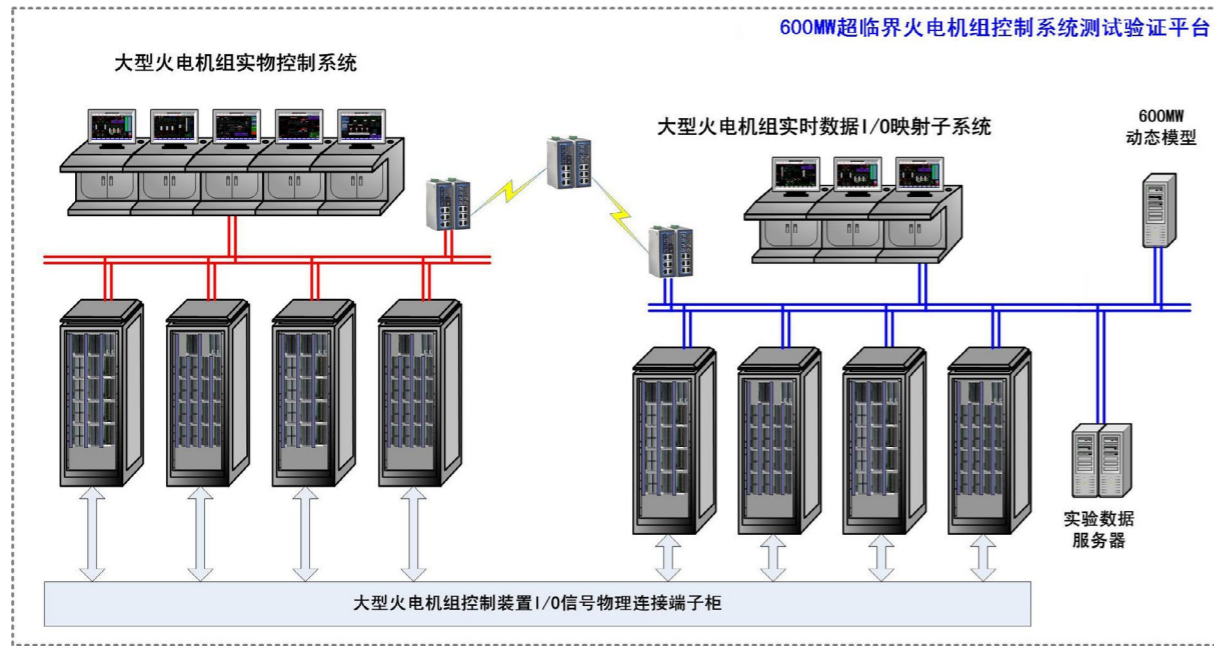 600MW超临界火电机组控制系统测试验证平台
大型火电机组实物控制系统
大型火电机组实时数据I/O映射子系统
600MW
动态模型
实验数据
服务器
大型火电机组控制装置I/O信号物理连接端子柜